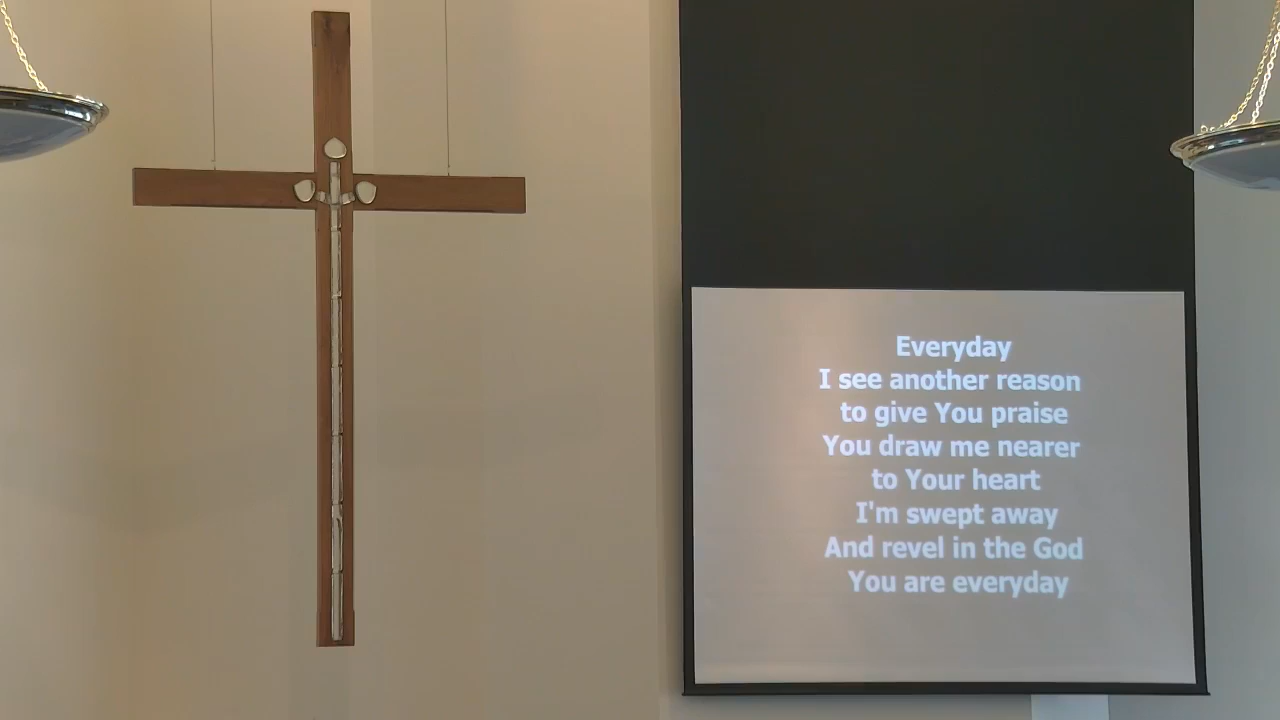 Everyday
I see another reason
to give You praise
You draw me nearer
to Your heart
I'm swept away
And revel in the God
You are everyday